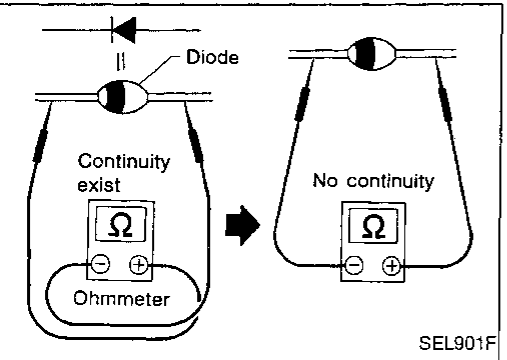 Diode
Continuity
exist
Ω
⊖ ⊕
Ohmmeter
No continuity
Ω
⊖ ⊕
SEL901F